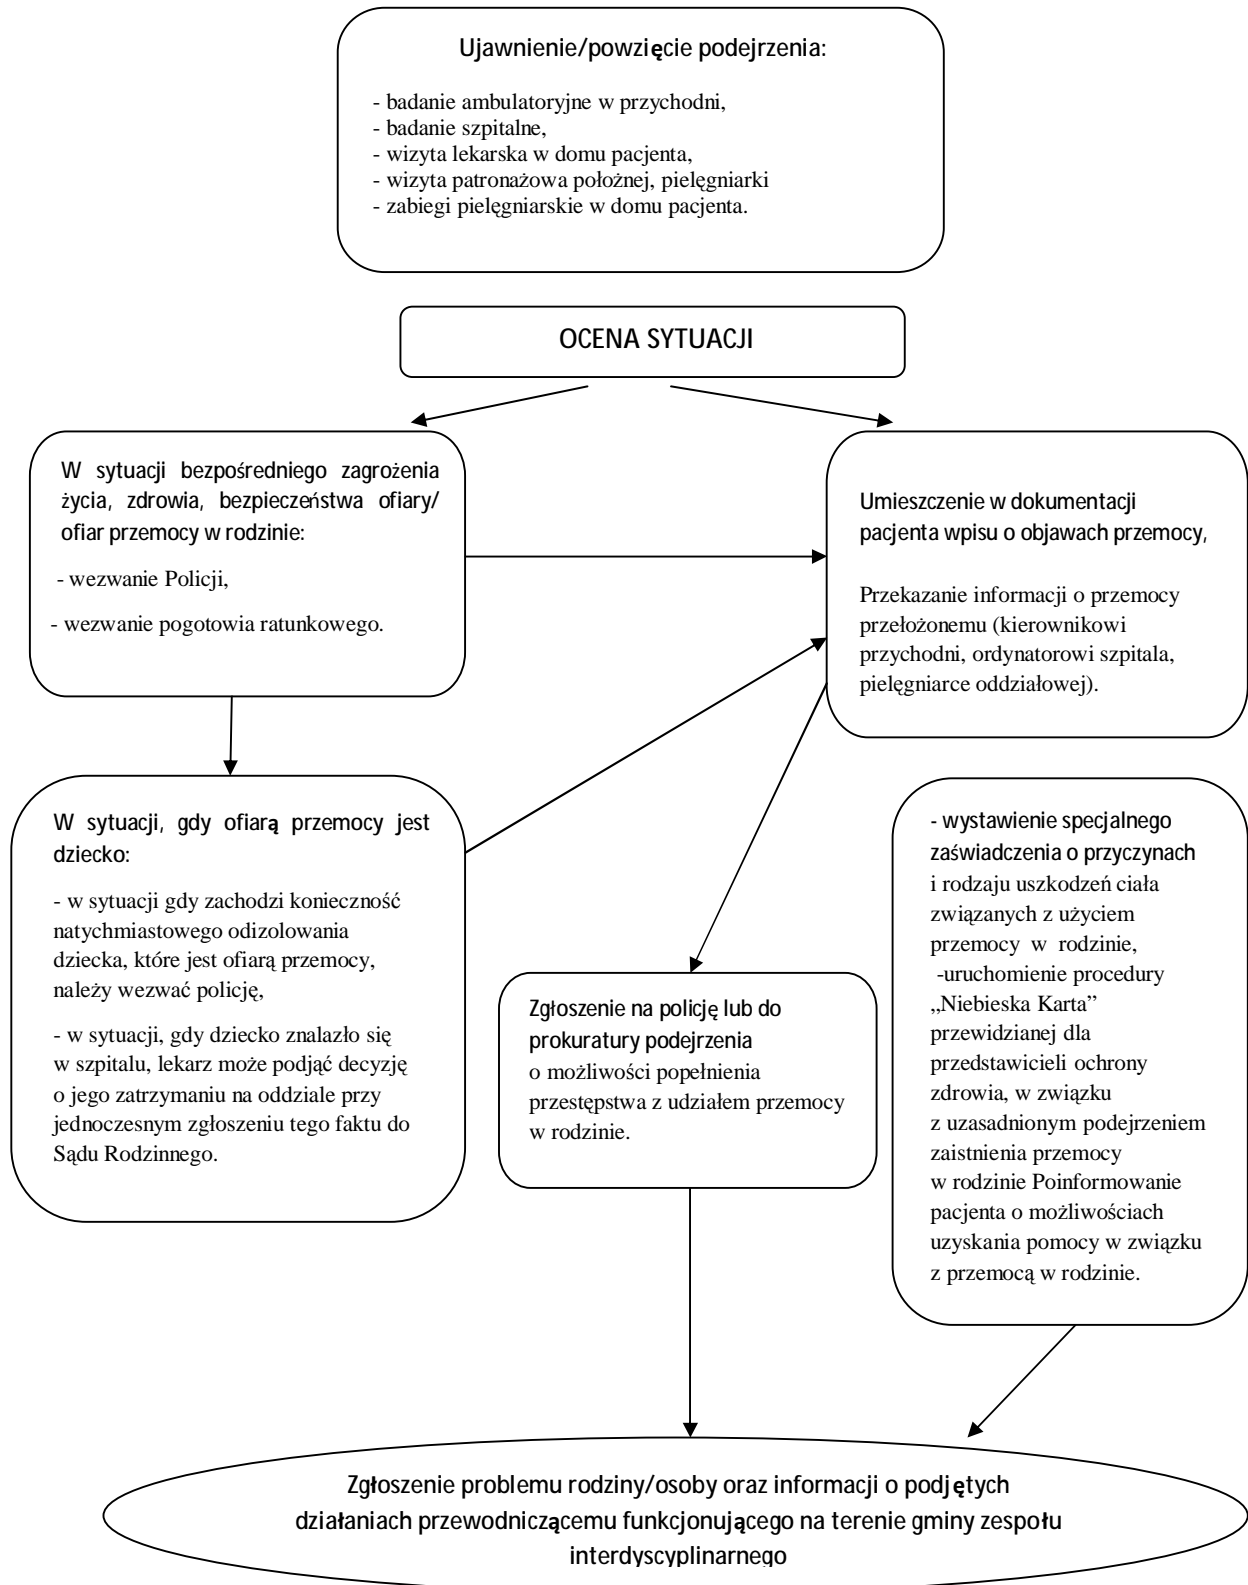 Ujawnienie/powzięcie podejrzenia:
- badanie ambulatoryjne w przychodni,
- badanie szpitalne,
- wizyta lekarska w domu pacjenta,
- wizyta patronażowa położnej, pielęgniarki
- zabiegi pielęgniarskie w domu pacjenta.
OCENA SYTUACJI
W sytuacji bezpośredniego zagrożenia
życia, zdrowia, bezpieczeństwa ofiary/
ofiar przemocy w rodzinie:
- wezwanie Policji,
- wezwanie pogotowia ratunkowego.
Umieszczenie w dokumentacji
pacjenta wpisu o objawach przemocy,
Przekazanie informacji o przemocy
przełożonemu (kierownikowi
przychodni, ordynatorowi szpitala,
pielęgniarce oddziałowej).
W sytuacji, gdy ofiarą przemocy jest
dziecko:
- w sytuacji gdy zachodzi konieczność
natychmiastowego odizolowania
dziecka, które jest ofiarą przemocy,
należy wezwać policję,
- w sytuacji, gdy dziecko znalazło się
w szpitalu, lekarz może podjąć decyzję
o jego zatrzymaniu na oddziale przy
jednoczesnym zgłoszeniu tego faktu do
Sądu Rodzinnego.
Zgłoszenie na policję lub do
prokuratury podejrzenia
o możliwości popełnienia
przestępstwa z udziałem przemocy
w rodzinie.
- wystawienie specjalnego
zaświadczenia o przyczynach
i rodzaju uszkodzeń ciała
związanych z użyciem
przemocy w rodzinie,
-uruchomienie procedury
„Niebieska Karta”
przewidzianej dla
przedstawicieli ochrony
zdrowia, w związku
z uzasadnionym podejrzeniem
zaistnienia przemocy
w rodzinie Poinformowanie
pacjenta o możliwościach
uzyskania pomocy w związku
z przemocą w rodzinie.
Zgłoszenie problemu rodziny/osoby oraz informacji o podjętych
działaniach przewodniczącemu funkcjonującego na terenie gminy zespołu
interdyscyplinarnego